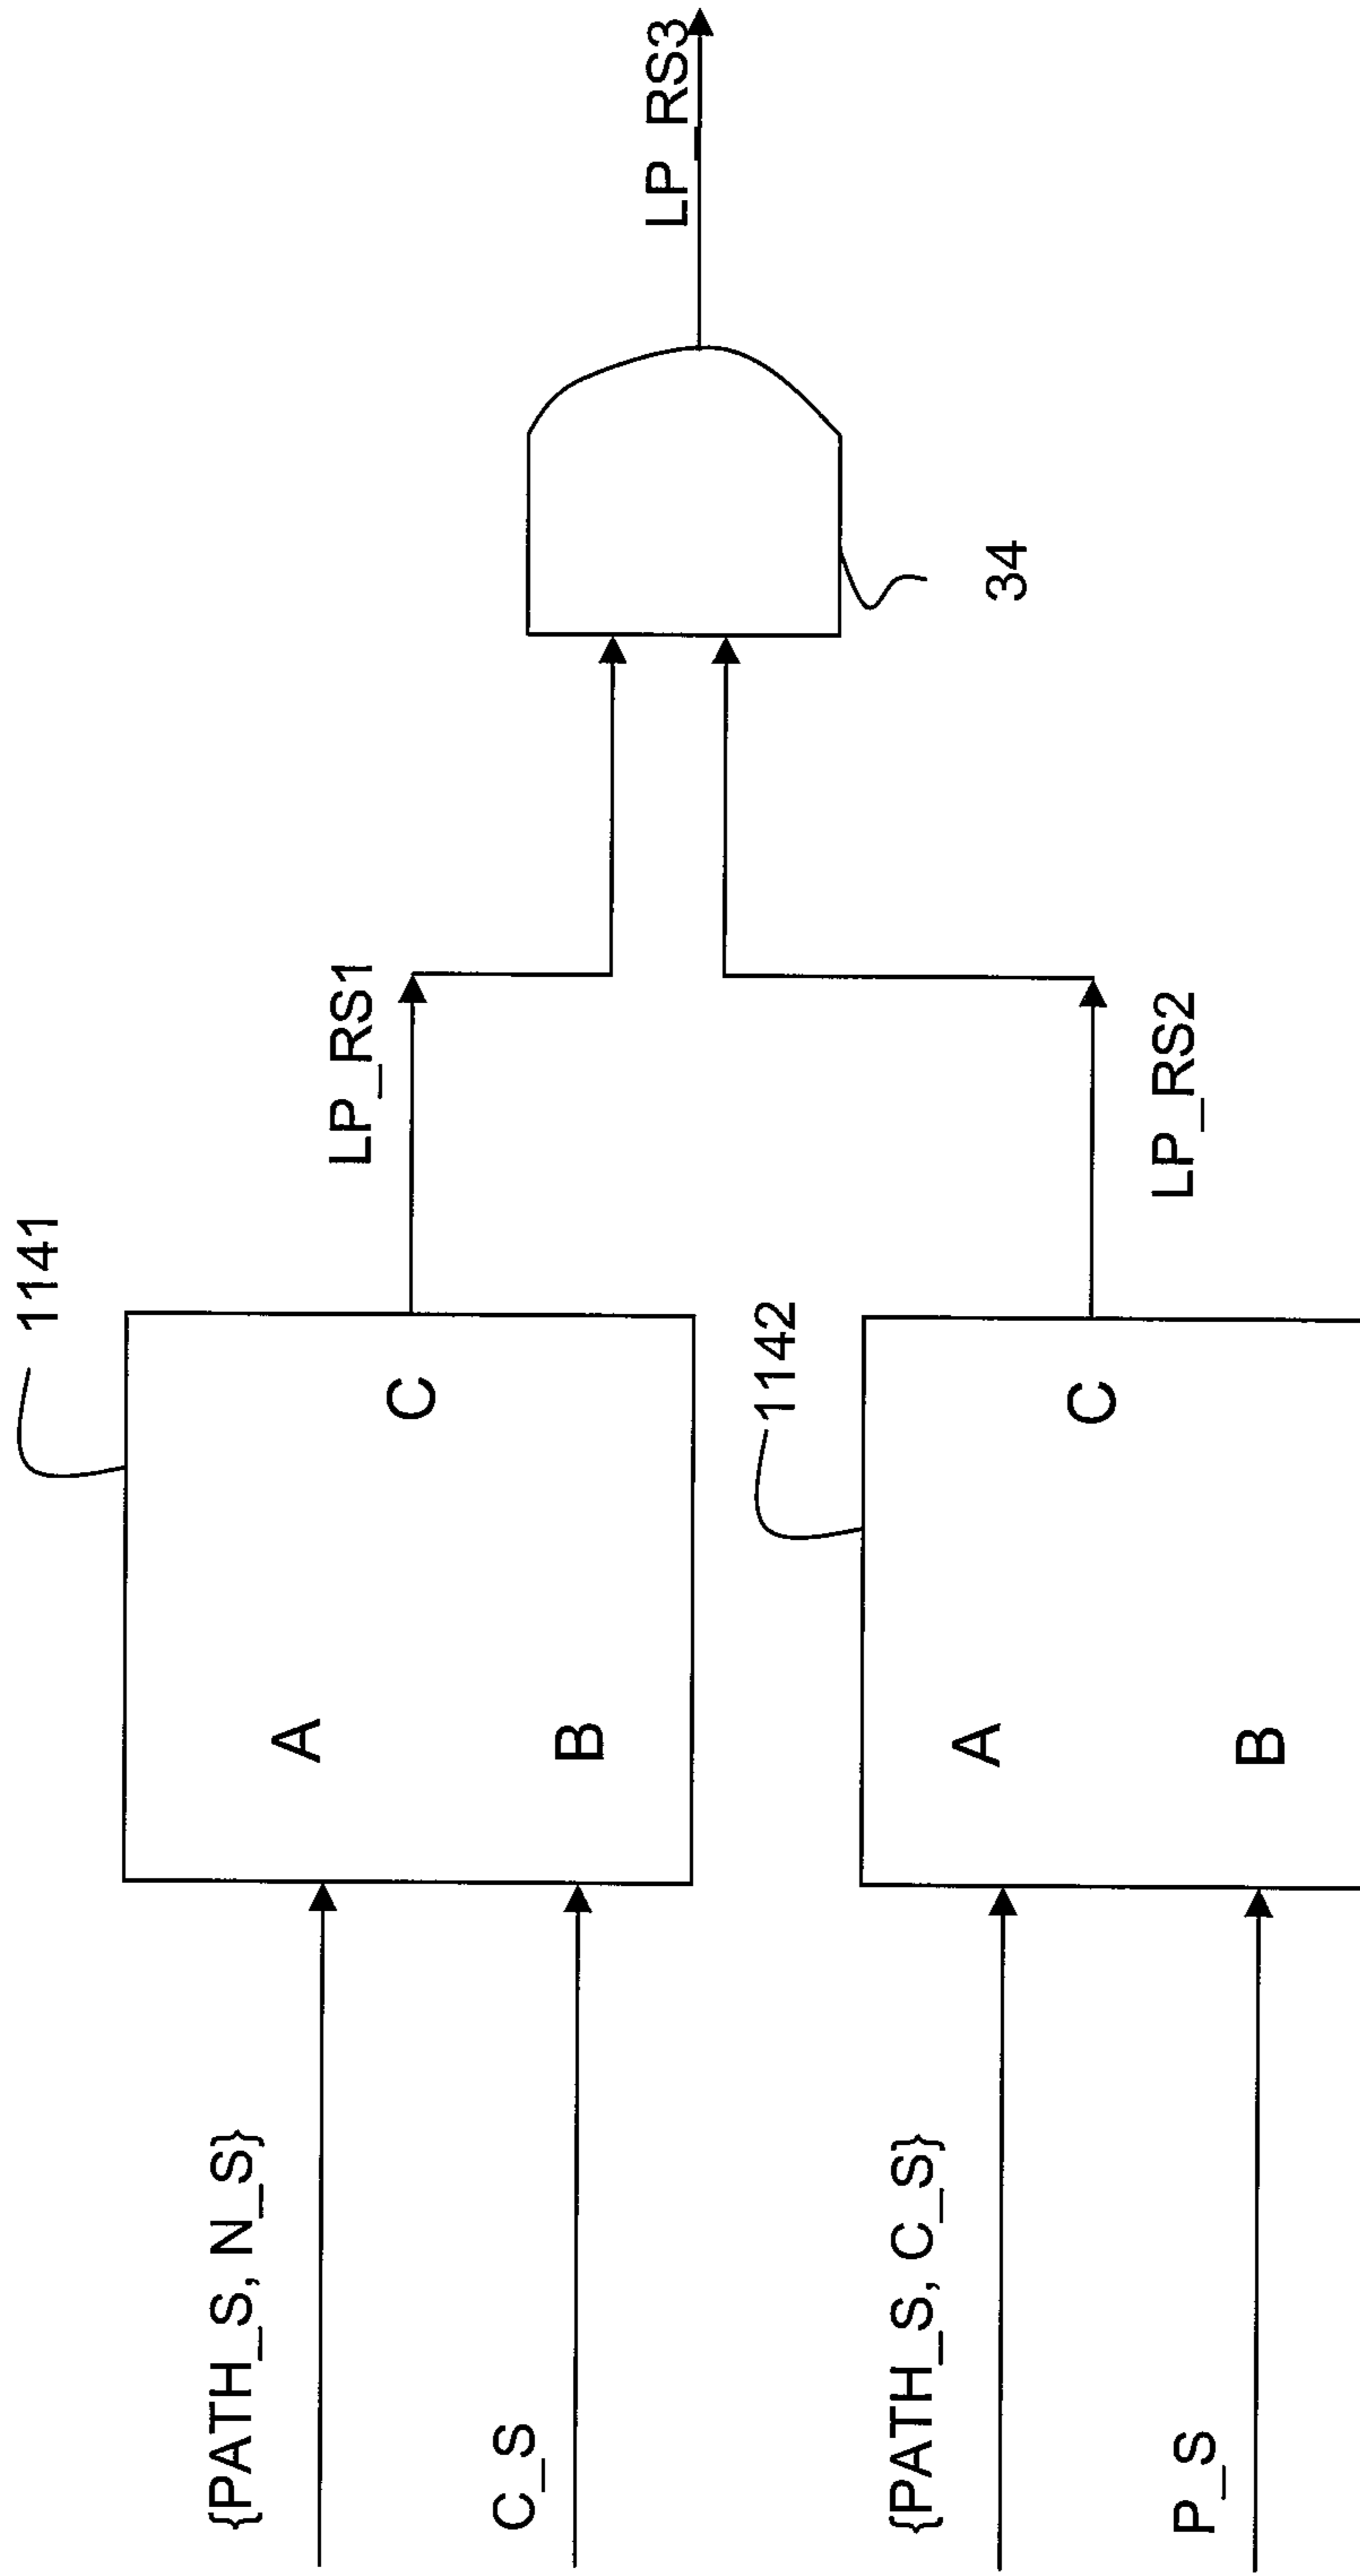 1141
{PATH_S, N_S}
A
C
LP_RS1
C_S
B
LP_RS3
1142
{PATH_S, C_S}
A
C
34
P_S
B
LP_RS2